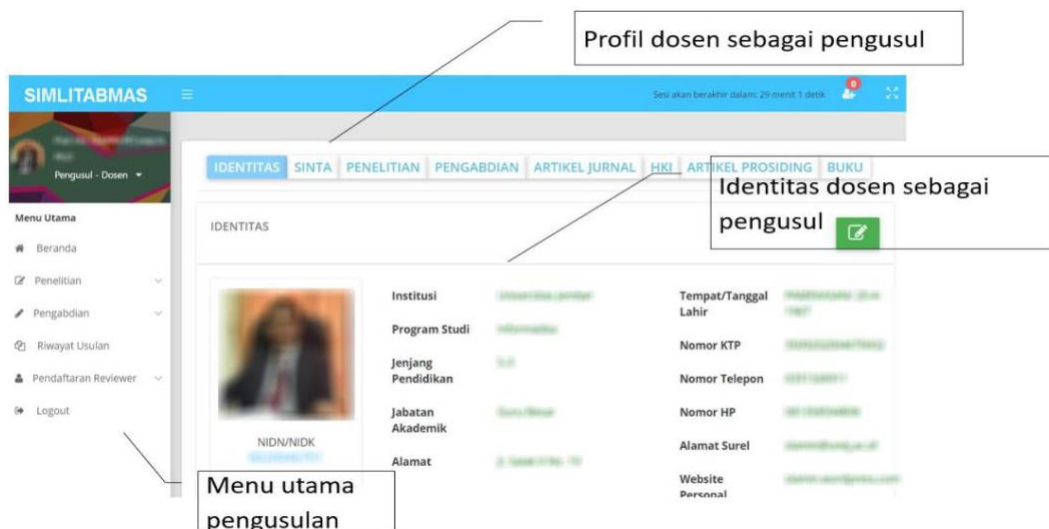 Profil dosen sebagai pengusul
SIMLITABMAS
Sesi akan berakhir dalam: 29 menit 1 detik
0
Pengusul - Dosen
IDENTITAS SINTA PENELITIAN PENGABDIAN ARTIKEL JURNAL HKI ARTIKEL PROSIDING BUKU
Identitas dosen sebagai
pengusul
Menu Utama
Beranda
Penelitian
Pengabdian
Riwayat Usulan
Pendaftaran Reviewer
Logout
IDENTITAS
NIDN/NIDK
Institusi
Program Studi
Jenjang
Pendidikan
Jabatan
Akademik
Alamat
Tempat/Tanggal
Lahir
Nomor KTP
Nomor Telepon
Nomor HP
Alamat Surel
Website
Personal
Menu utama
pengusulan